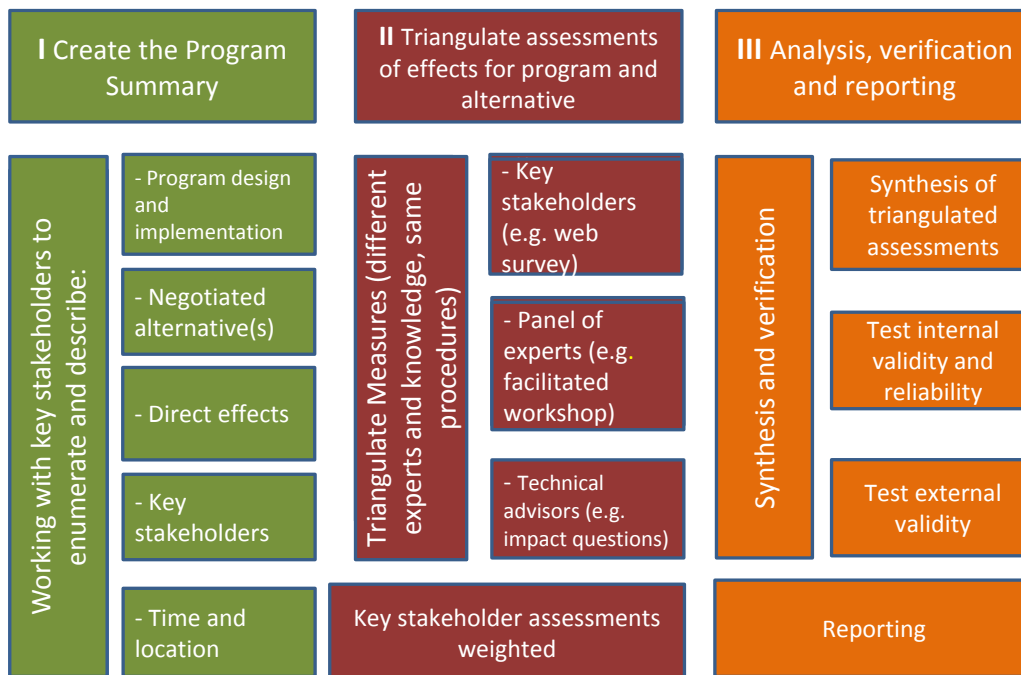 I Create the Program
Summary
II Triangulate assessments
of effects for program and
alternative
III Analysis, verification
and reporting
Working with key stakeholders to
enumerate and describe:
- Program design
and
implementation
- Negotiated
alternative(s)
- Direct effects
- Key
stakeholders
- Time and
location
Triangulate Measures (different
experts and knowledge, same
procedures)
- Key
stakeholders
(e.g. web
survey)
- Panel of
experts (e.g.
facilitated
workshop)
- Technical
advisors (e.g.
impact questions)
Key stakeholder assessments
weighted
Synthesis and verification
Synthesis of
triangulated
assessments
Test internal
validity and
reliability
Test external
validity
Reporting